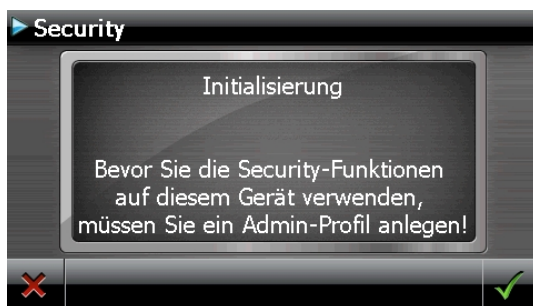 Security
Initialisierung
Bevor Sie die Security-Funktionen
auf diesem Gerät verwenden,
müssen Sie ein Admin-Profil anlegen!